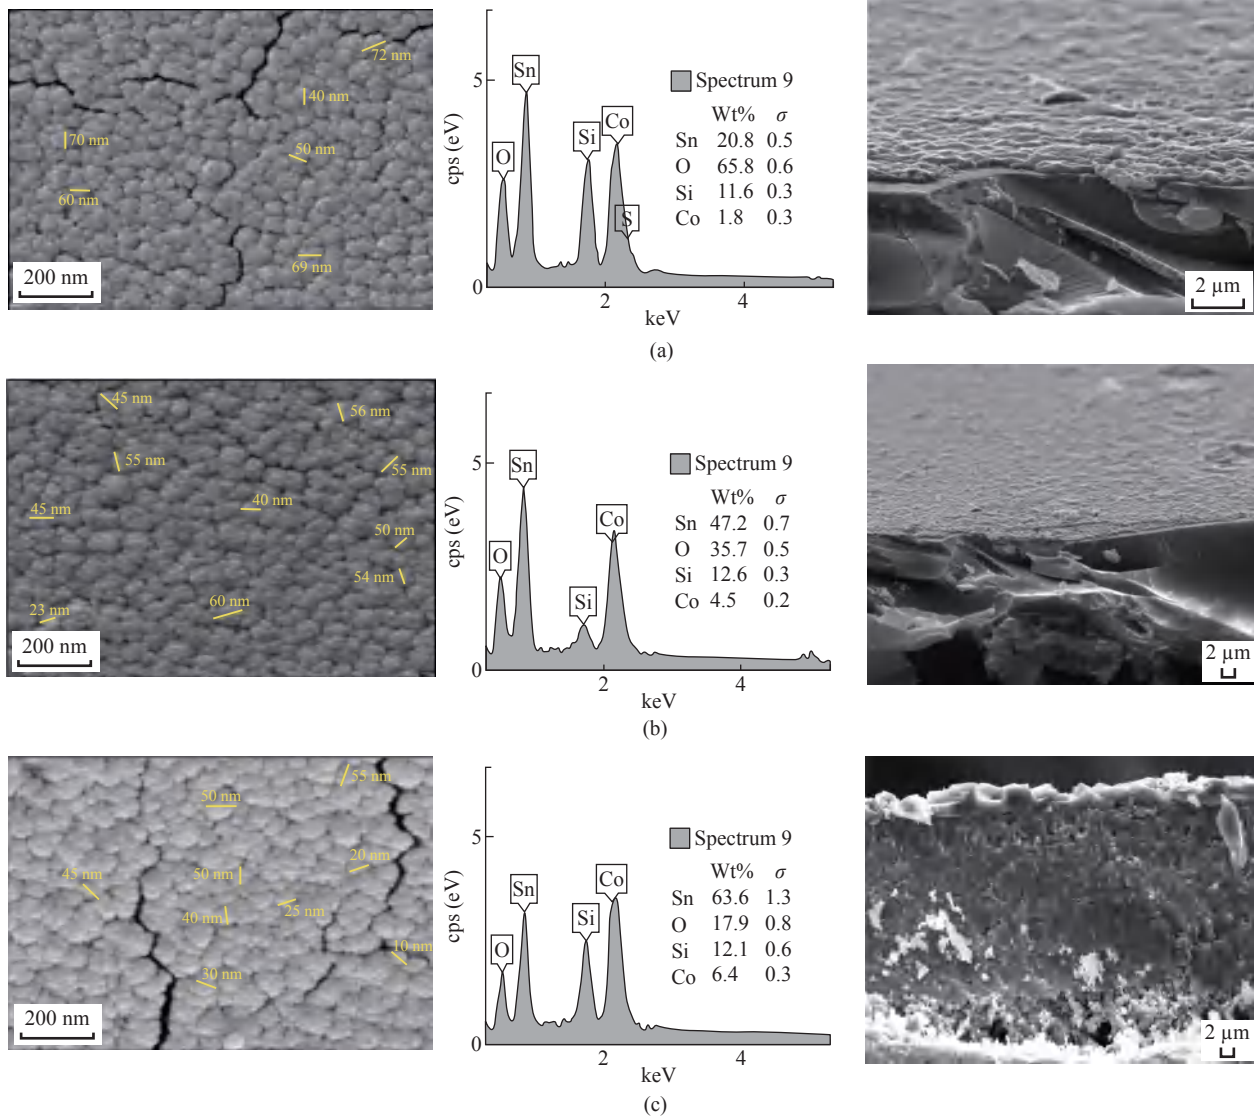 72 nm
40 nm
70 nm
50 nm
60 nm
69 nm
200 nm
cps (eV)
5
0
O
Sn
Si
Co
S
Spectrum 9
Wt% σ
Sn 20.8 0.5
O 65.8 0.6
Si 11.6 0.3
Co 1.8 0.3
2
4
keV
2 µm
(a)
45 nm
56 nm
55 nm
55 nm
45 nm
40 nm
50 nm
54 nm
23 nm
60 nm
200 nm
cps (eV)
5
0
O
Sn
Si
Co
Spectrum 9
Wt% σ
Sn 47.2 0.7
O 35.7 0.5
Si 12.6 0.3
Co 4.5 0.2
2
4
keV
2 µm
(b)
55 nm
50 nm
20 nm
45 nm
50 nm
40 nm
25 nm
10 nm
30 nm
200 nm
cps (eV)
5
0
O
Sn
Si
Co
Spectrum 9
Wt% σ
Sn 63.6 1.3
O 17.9 0.8
Si 12.1 0.6
Co 6.4 0.3
2
4
keV
2 µm
(c)